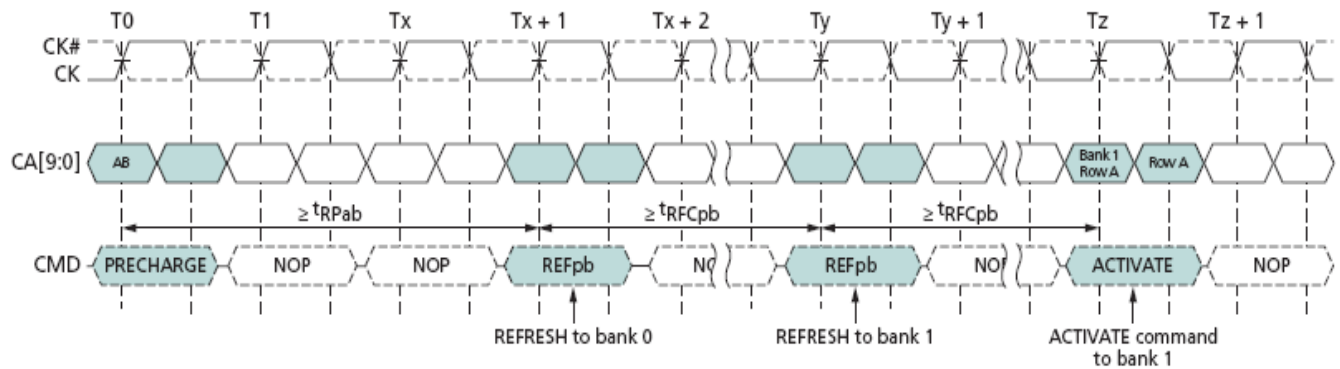 T0 T1 Tx Tx + 1 Tx + 2 Ty Ty + 1 Tz Tz + 1
CK#
CK
CA[9:0] AB Bank 1 Row A Row A
≥ tRPab ≥ tRFCpb ≥ tRFCpb
CMD PRECHARGE NOP NOP REFpb REFpb ACTIVATE NOP
REFRESH to bank 0 REFRESH to bank 1 ACTIVATE command
to bank 1